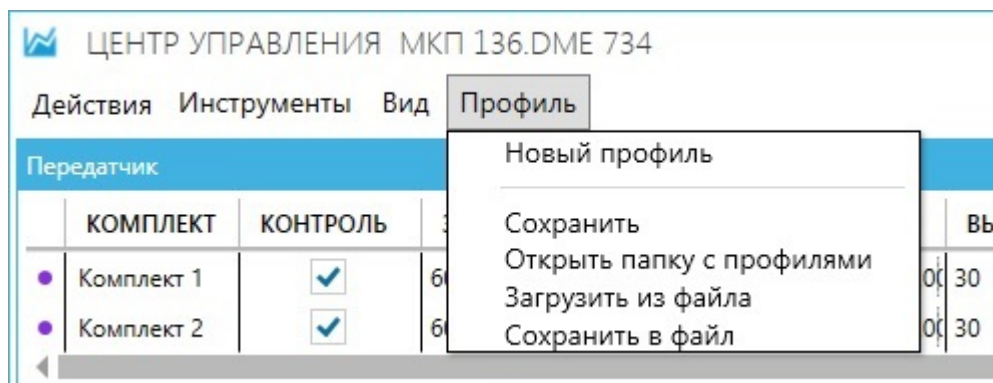 ЦЕНТР УПРАВЛЕНИЯ МКП 136.DME 734
Действия Инструменты Вид Профиль
Новый профиль
Сохранить
Открыть папку с профилями
Загрузить из файла
Сохранить в файл
Передатчик
КОМПЛЕКТ КОНТРОЛЬ
Комплект 1 30
Комплект 2 30